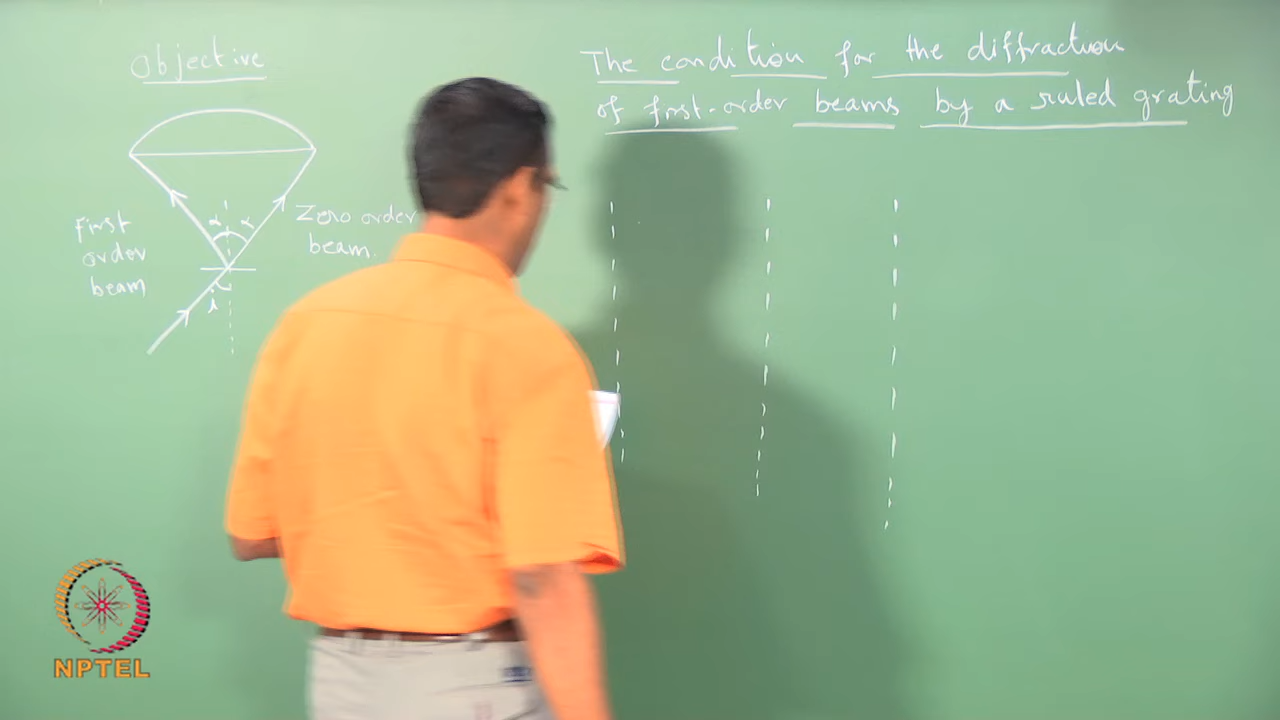 Objective
The condition for the diffraction
of first-order beams by a ruled grating
α α
First
order
beam
Zero order
beam.
i
NPTEL